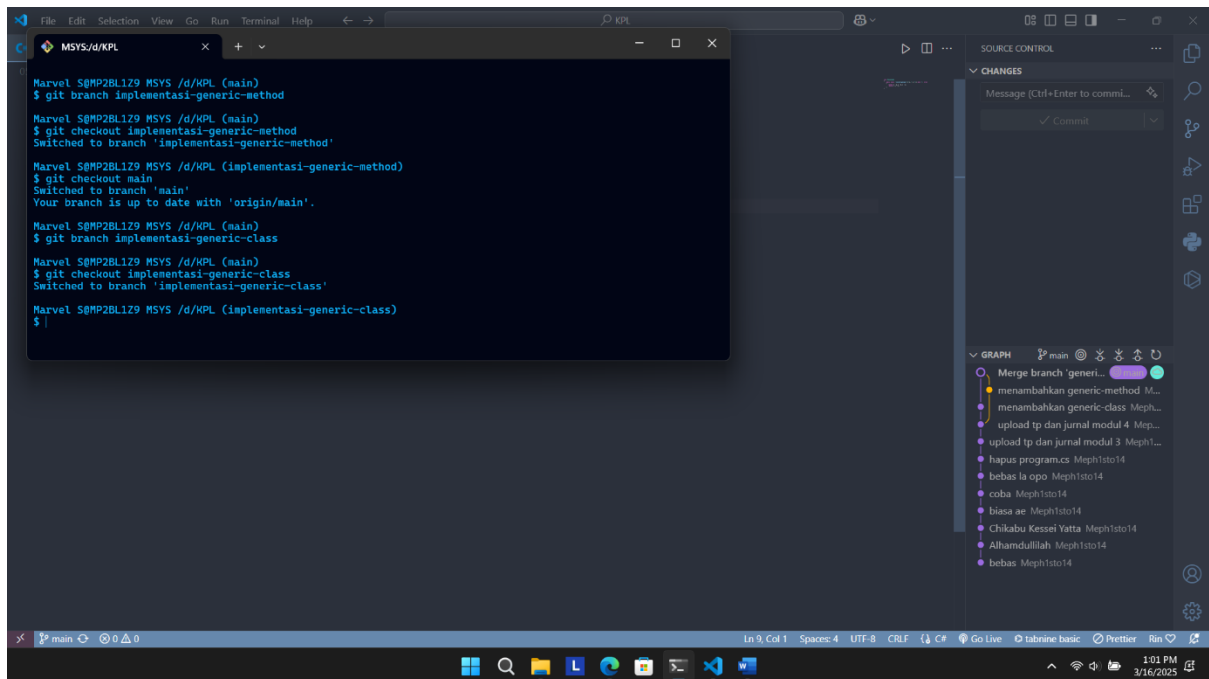 File Edit Selection View Go Run Terminal Help
KPL
MSYS:/d/KPL
Marvel S@MP2BL1Z9 MSYS /d/KPL (main)
$ git branch implementasi-generic-method
Marvel S@MP2BL1Z9 MSYS /d/KPL (main)
$ git checkout implementasi-generic-method
Switched to branch 'implementasi-generic-method'
Marvel S@MP2BL1Z9 MSYS /d/KPL (implementasi-generic-method)
$ git checkout main
Switched to branch 'main'
Your branch is up to date with 'origin/main'.
Marvel S@MP2BL1Z9 MSYS /d/KPL (main)
$ git branch implementasi-generic-class
Marvel S@MP2BL1Z9 MSYS /d/KPL (main)
$ git checkout implementasi-generic-class
Switched to branch 'implementasi-generic-class'
Marvel S@MP2BL1Z9 MSYS /d/KPL (implementasi-generic-class)
$
SOURCE CONTROL
CHANGES
Message (Ctrl+Enter to commi...
Commit
GRAPH main
Merge branch 'generi... main
menambahkan generic-method M...
menambahkan generic-class Meph...
upload tp dan jurnal modul 4 Mep...
upload tp dan jurnal modul 3 Meph1...
hapus program.cs Meph1sto14
bebas la opo Meph1sto14
coba Meph1sto14
biasa ae Meph1sto14
Chikabu Kessei Yatta Meph1sto14
Alhamdullilah Meph1sto14
bebas Meph1sto14
main 0 0 Ln 9, Col 1 Spaces: 4 UTF-8 CRLF C# Go Live tabnine basic Prettier Rin
1:01 PM
3/16/2025